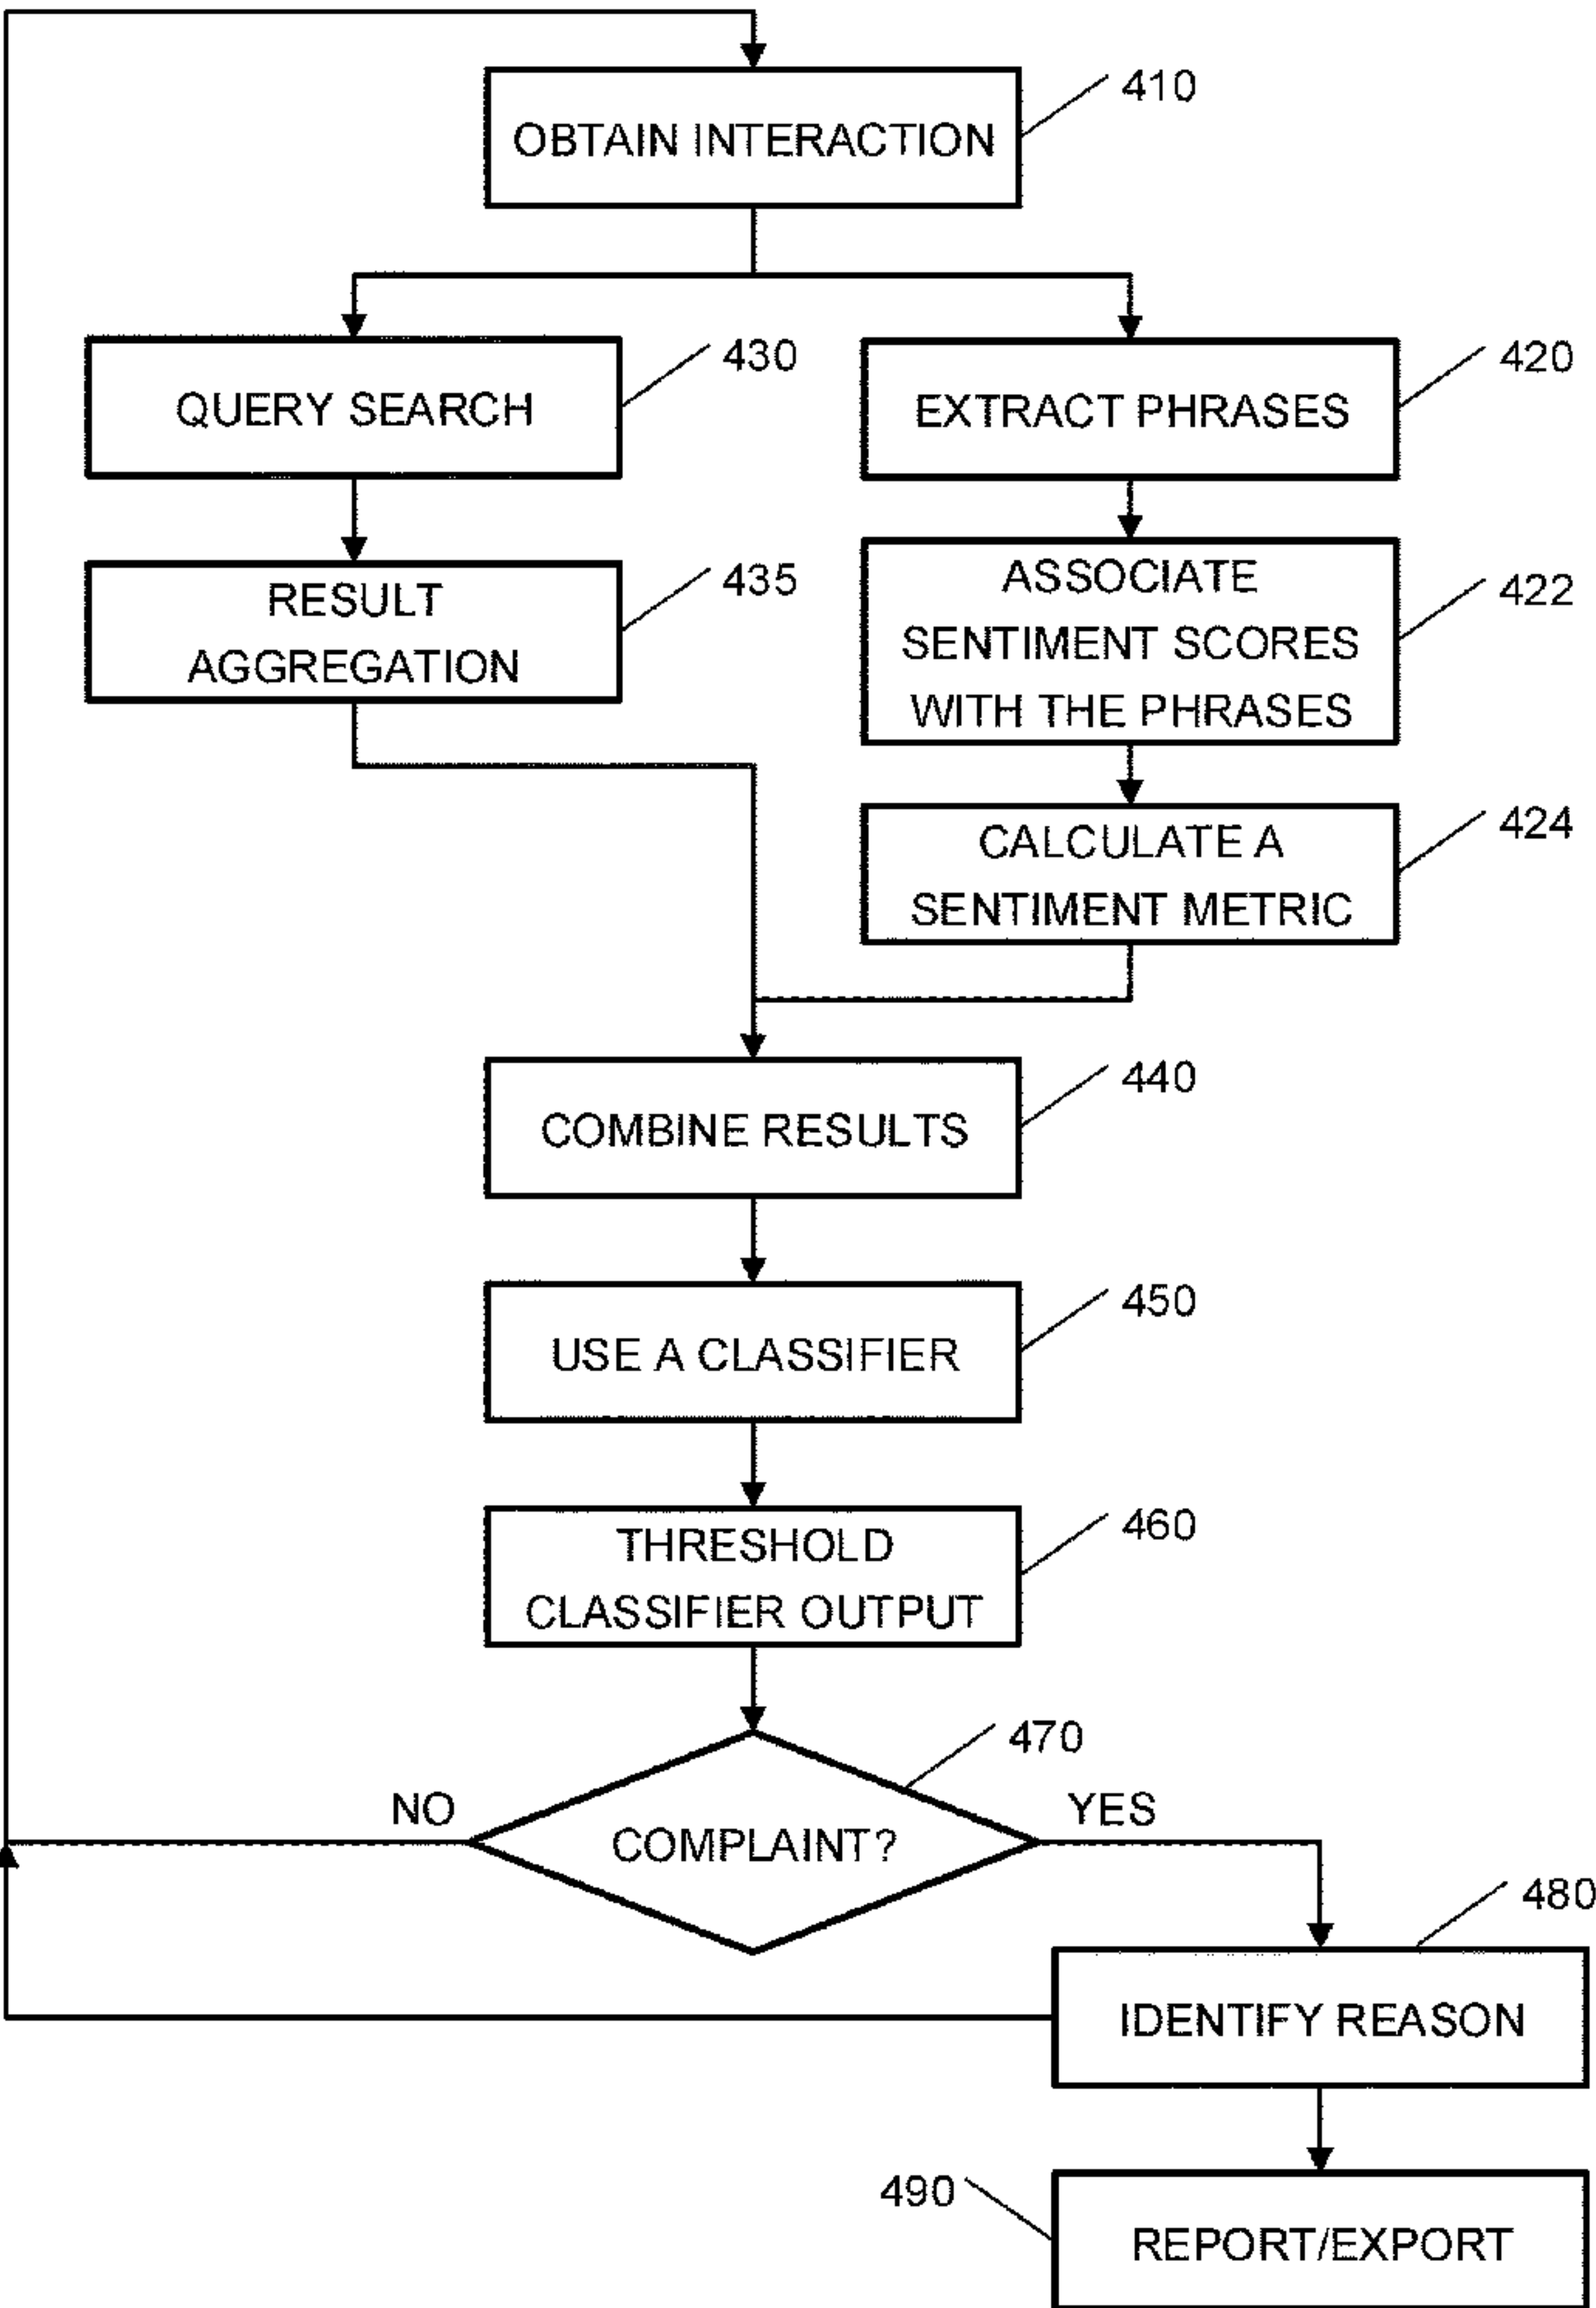 410
OBTAIN INTERACTION
430
QUERY SEARCH
420
EXTRACT PHRASES
435
RESULT
AGGREGATION
422
ASSOCIATE
SENTIMENT SCORES
WITH THE PHRASES
424
CALCULATE A
SENTIMENT METRIC
440
COMBINE RESULTS
450
USE A CLASSIFIER
460
THRESHOLD
CLASSIFIER OUTPUT
470
NO
COMPLAINT?
YES
480
IDENTIFY REASON
490
REPORT/EXPORT